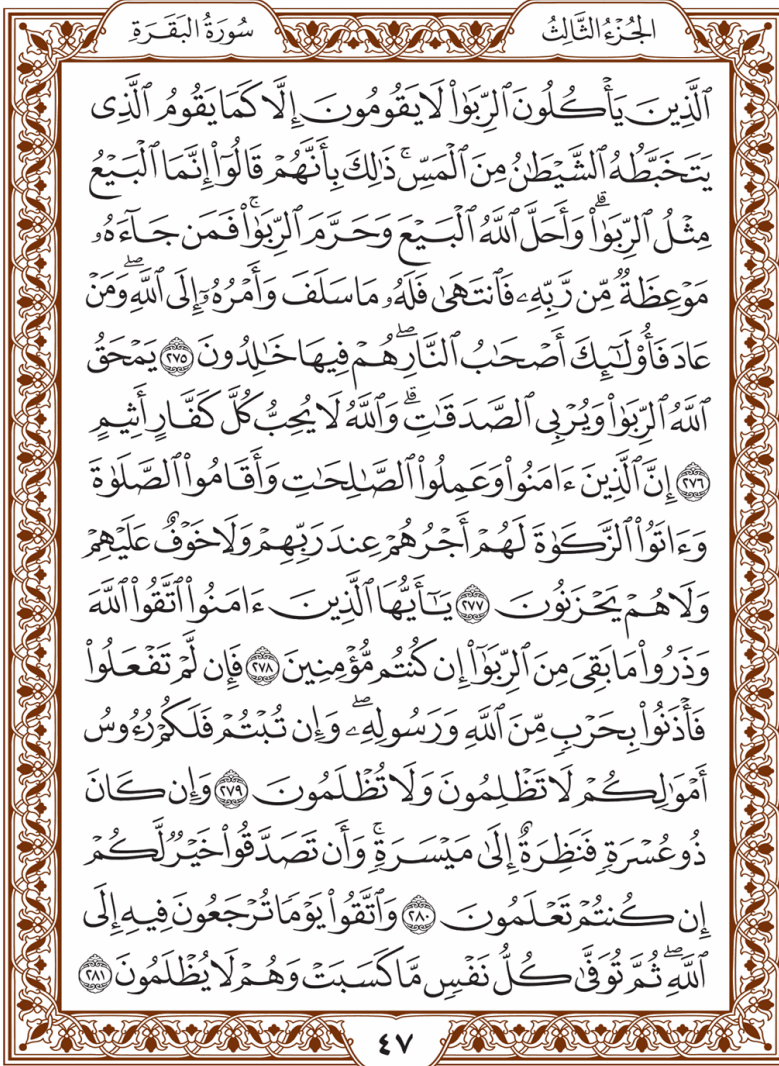 الجُزْءُ الثَّالِثُ
سُورَةُ البَقَرَةِ
ٱلَّذِينَ يَأۡكُلُونَ ٱلرِّبَوٰاْ لَا يَقُومُونَ إِلَّا كَمَا يَقُومُ ٱلَّذِي
يَتَخَبَّطُهُ ٱلشَّيۡطَٰنُ مِنَ ٱلۡمَسِّۚ ذَٰلِكَ بِأَنَّهُمۡ قَالُوٓاْ إِنَّمَا ٱلۡبَيۡعُ
مِثۡلُ ٱلرِّبَوٰاْۗ وَأَحَلَّ ٱللَّهُ ٱلۡبَيۡعَ وَحَرَّمَ ٱلرِّبَوٰاْۚ فَمَن جَآءَهُۥ
مَوۡعِظَةٞ مِّن رَّبِّهِۦ فَٱنتَهَىٰ فَلَهُۥ مَا سَلَفَ وَأَمۡرُهُۥٓ إِلَى ٱللَّهِۖ وَمَنۡ
عَادَ فَأُوْلَٰٓئِكَ أَصۡحَٰبُ ٱلنَّارِۖ هُمۡ فِيهَا خَٰلِدُونَ ٢٧٥ يَمۡحَقُ
ٱللَّهُ ٱلرِّبَوٰاْ وَيُرۡبِي ٱلصَّدَقَٰتِۗ وَٱللَّهُ لَا يُحِبُّ كُلَّ كَفَّارٍ أَثِيمٍ
٢٧٦ إِنَّ ٱلَّذِينَ ءَامَنُواْ وَعَمِلُواْ ٱلصَّٰلِحَٰتِ وَأَقَامُواْ ٱلصَّلَوٰةَ
وَءَاتَوُاْ ٱلزَّكَوٰةَ لَهُمۡ أَجۡرُهُمۡ عِندَ رَبِّهِمۡ وَلَا خَوۡفٌ عَلَيۡهِمۡ
وَلَا هُمۡ يَحۡزَنُونَ ٢٧٧ يَٰٓأَيُّهَا ٱلَّذِينَ ءَامَنُواْ ٱتَّقُواْ ٱللَّهَ
وَذَرُواْ مَا بَقِيَ مِنَ ٱلرِّبَوٰٓاْ إِن كُنتُم مُّؤۡمِنِينَ ٢٧٨ فَإِن لَّمۡ تَفۡعَلُواْ
فَأۡذَنُواْ بِحَرۡبٖ مِّنَ ٱللَّهِ وَرَسُولِهِۦۖ وَإِن تُبۡتُمۡ فَلَكُمۡ رُءُوسُ
أَمۡوَٰلِكُمۡ لَا تَظۡلِمُونَ وَلَا تُظۡلَمُونَ ٢٧٩ وَإِن كَانَ
ذُو عُسۡرَةٖ فَنَظِرَةٌ إِلَىٰ مَيۡسَرَةٖۚ وَأَن تَصَدَّقُواْ خَيۡرٞ لَّكُمۡ
إِن كُنتُمۡ تَعۡلَمُونَ ٢٨٠ وَٱتَّقُواْ يَوۡمٗا تُرۡجَعُونَ فِيهِ إِلَى
ٱللَّهِۖ ثُمَّ تُوَفَّىٰ كُلُّ نَفۡسٖ مَّا كَسَبَتۡ وَهُمۡ لَا يُظۡلَمُونَ ٢٨١
٤٧